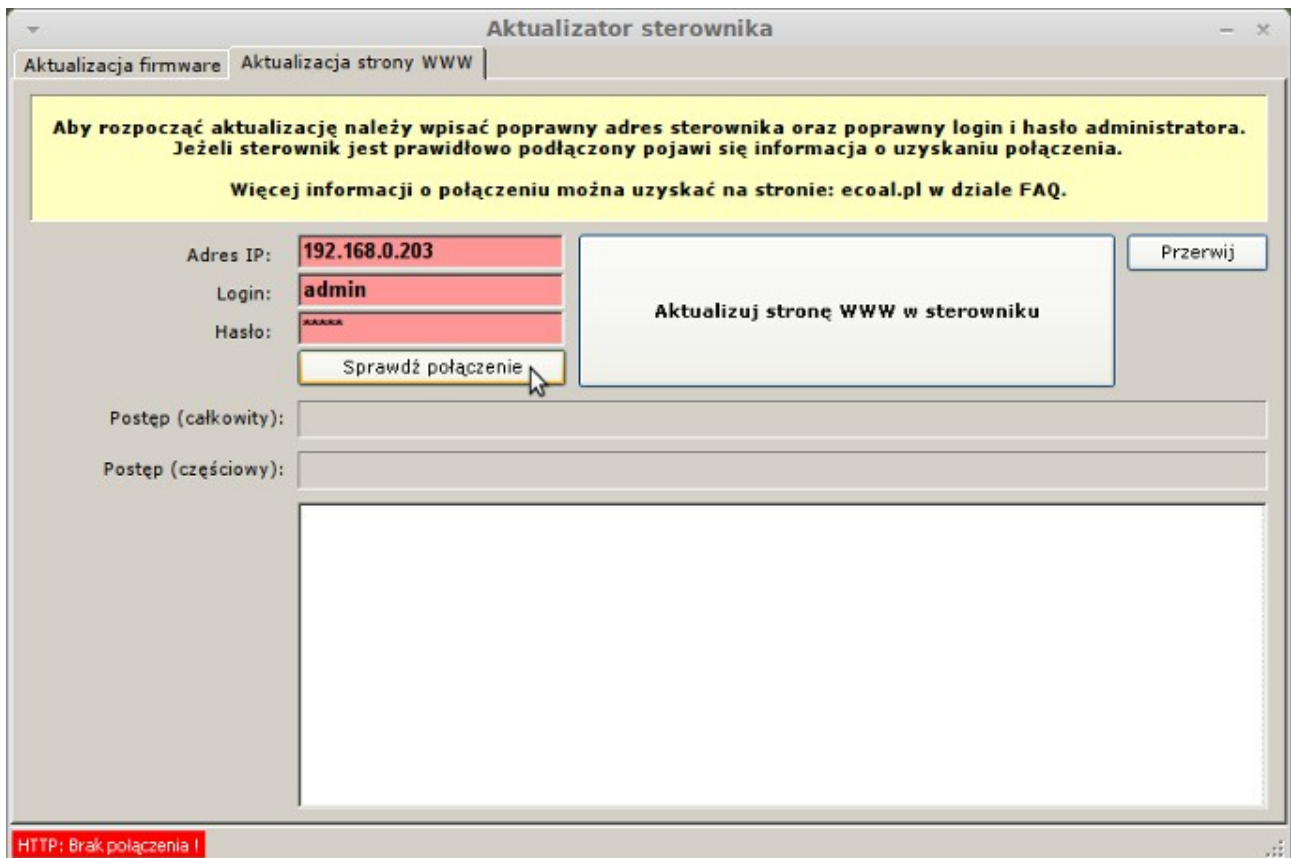 Aktualizator sterownika
Aktualizacja firmware
Aktualizacja strony WWW
Aby rozpocząć aktualizację należy wpisać poprawny adres sterownika oraz poprawny login i hasło administratora.
Jeżeli sterownik jest prawidłowo podłączony pojawi się informacja o uzyskaniu połączenia.
Więcej informacji o połączeniu można uzyskać na stronie: ecoal.pl w dziale FAQ.
Adres IP:
192.168.0.203
Login:
admin
Hasło:
*****
Sprawdź połączenie
Aktualizuj stronę WWW w sterowniku
Przerwij
Postęp (całkowity):
Postęp (częściowy):
HTTP: Brak połączenia !